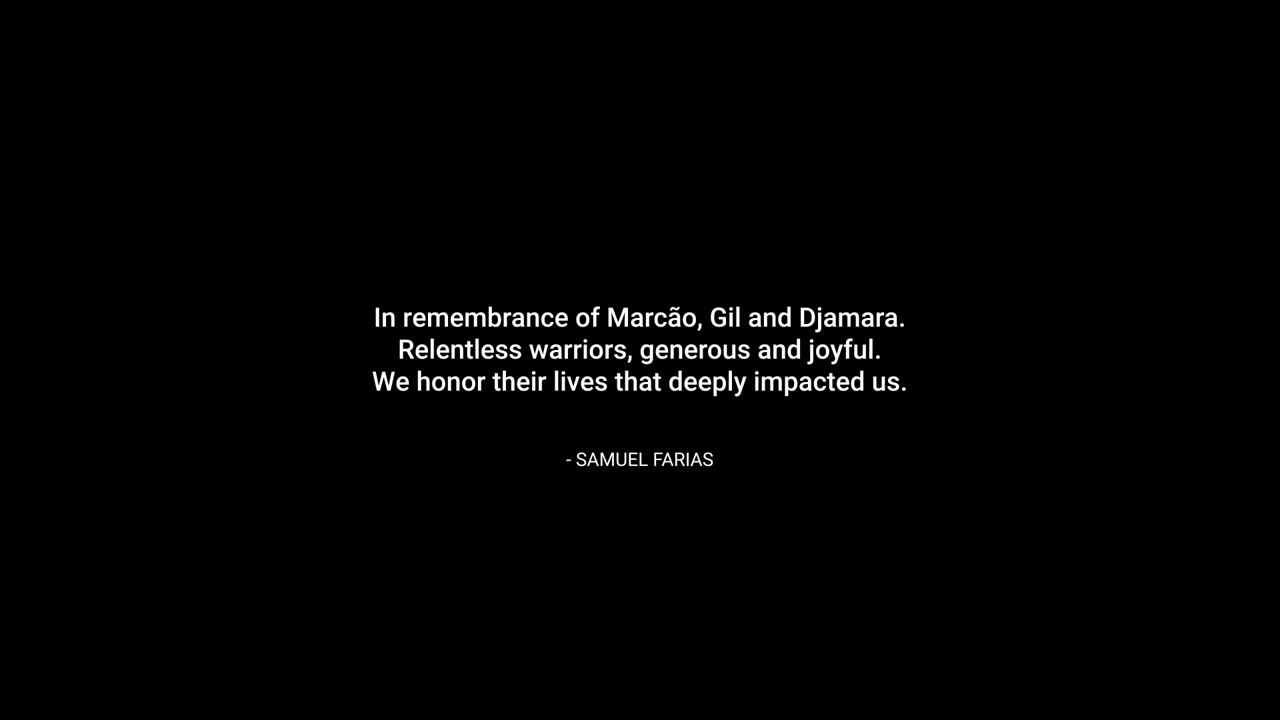 In remembrance of Marcão, Gil and Djamara.
Relentless warriors, generous and joyful.
We honor their lives that deeply impacted us.
- SAMUEL FARIAS